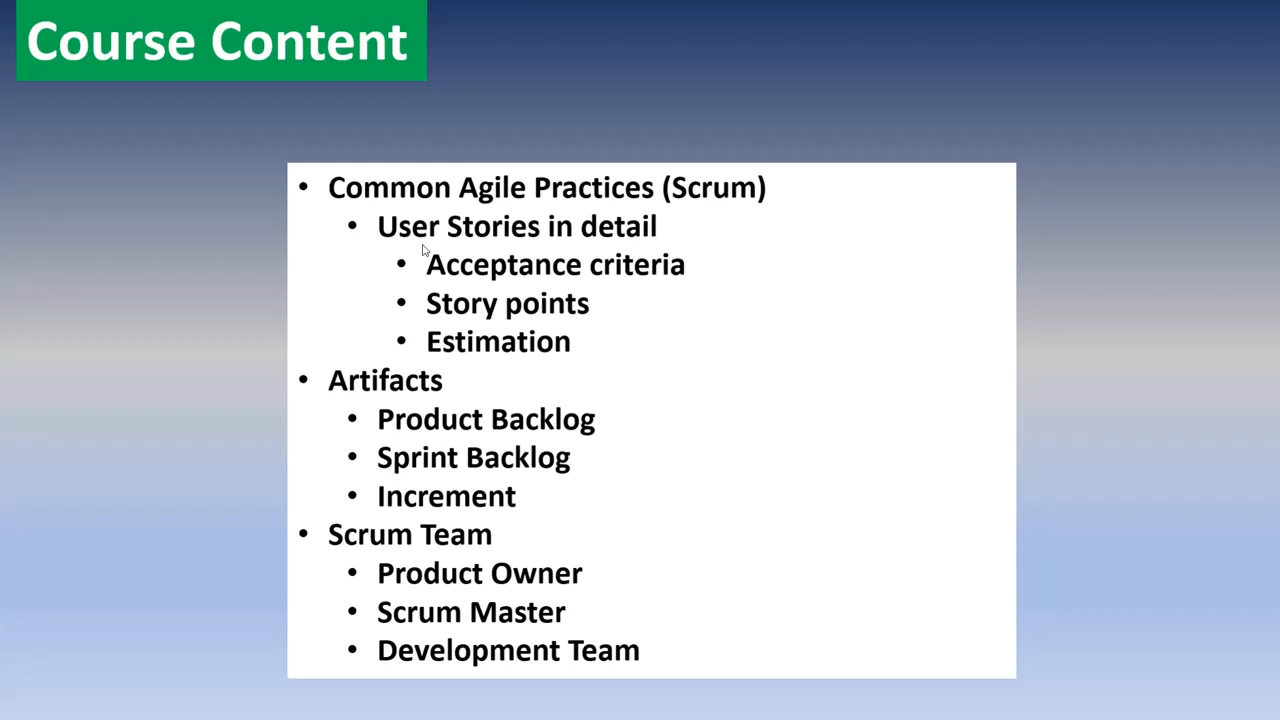 Course Content
• Common Agile Practices (Scrum)
• User Stories in detail
• Acceptance criteria
• Story points
• Estimation
• Artifacts
• Product Backlog
• Sprint Backlog
• Increment
• Scrum Team
• Product Owner
• Scrum Master
• Development Team